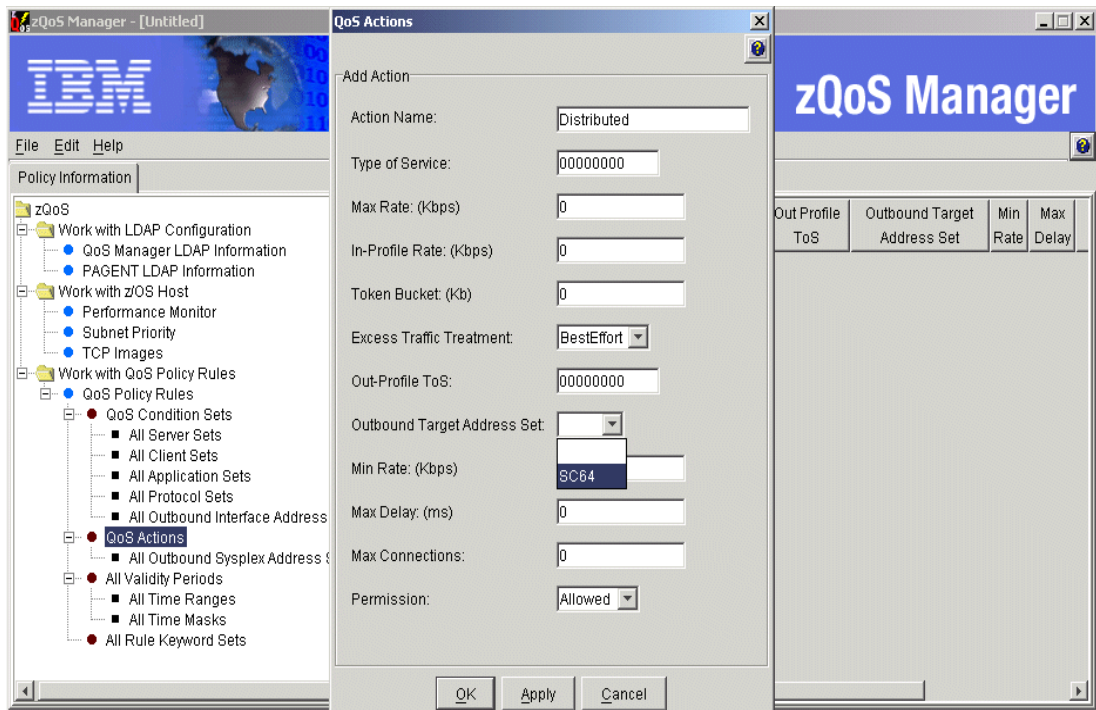 zQoS Manager - [Untitled]
QoS Actions
IBM
zQoS Manager
File Edit Help
Policy Information
zQoS
Work with LDAP Configuration
QoS Manager LDAP Information
PAGENT LDAP Information
Work with z/OS Host
Performance Monitor
Subnet Priority
TCP Images
Work with QoS Policy Rules
QoS Policy Rules
QoS Condition Sets
All Server Sets
All Client Sets
All Application Sets
All Protocol Sets
All Outbound Interface Address
QoS Actions
All Outbound Sysplex Address
All Validity Periods
All Time Ranges
All Time Masks
All Rule Keyword Sets
Add Action
Action Name: Distributed
Type of Service: 00000000
Max Rate: (Kbps) 0
In-Profile Rate: (Kbps) 0
Token Bucket: (Kb) 0
Excess Traffic Treatment: BestEffort
Out-Profile ToS: 00000000
Outbound Target Address Set:
SC64
Min Rate: (Kbps)
Max Delay: (ms) 0
Max Connections: 0
Permission: Allowed
OK Apply Cancel
Out Profile ToS
Outbound Target Address Set
Min Rate
Max Delay